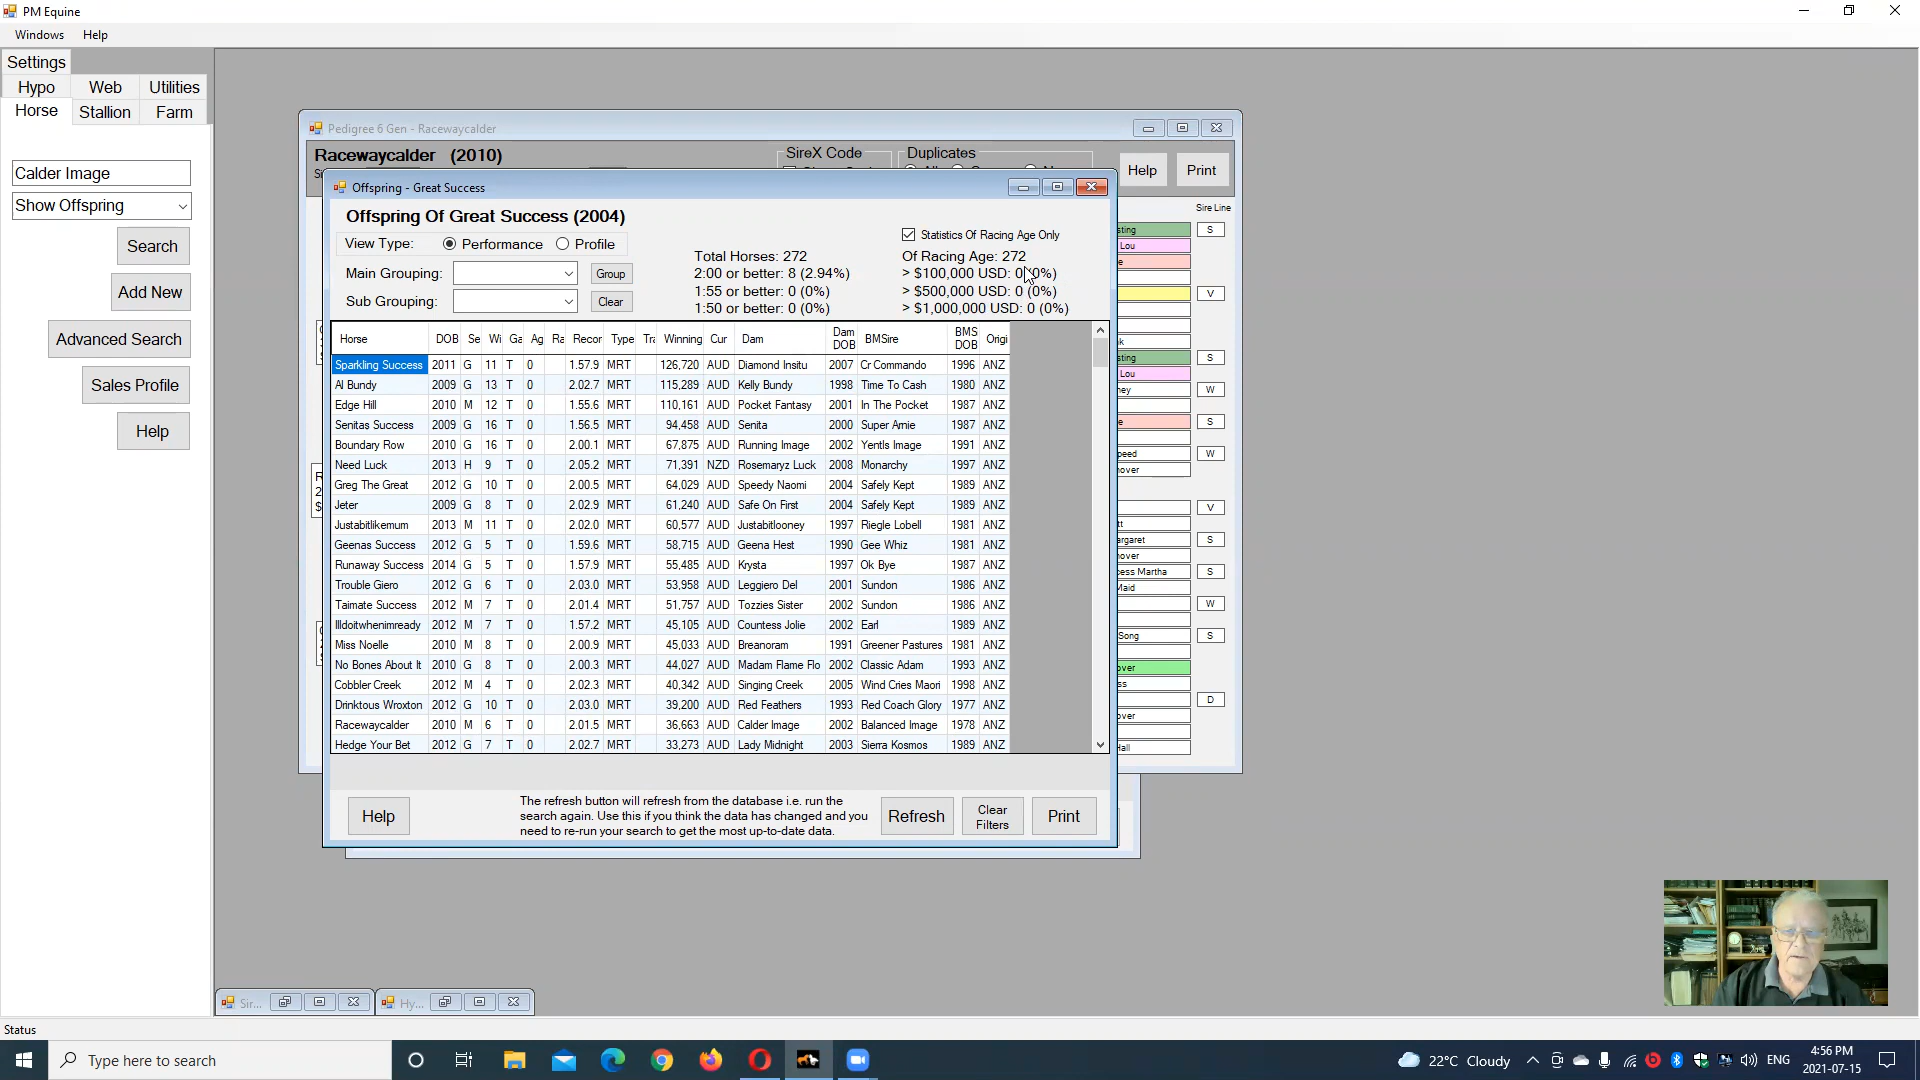 PM Equine
Windows Help
Settings
Hypo Web Utilities
Horse Stallion Farm
Calder Image
Show Offspring
Search
Add New
Advanced Search
Sales Profile
Help
Pedigree 6 Gen - Racewaycalder
Racewaycalder (2010)
SireX Code
Duplicates
Help Print
Sire Line
Offspring - Great Success
Offspring Of Great Success (2004)
View Type: Performance Profile
Main Grouping: Group
Sub Grouping: Clear
Total Horses: 272
2:00 or better: 8 (2.94%)
1:55 or better: 0 (0%)
1:50 or better: 0 (0%)
Statistics Of Racing Age Only
Of Racing Age: 272
> $100,000 USD: 0 (0%)
> $500,000 USD: 0 (0%)
> $1,000,000 USD: 0 (0%)
Horse DOB Se Wi Ga Ag Ra Recor Type Tra Winning Cur Dam Dam DOB BMSire BMS DOB Origi
Sparkling Success 2011 G 11 T 0 1.57.9 MRT 126,720 AUD Diamond Insitu 2007 Cr Commando 1996 ANZ
Al Bundy 2009 G 13 T 0 2.02.7 MRT 115,289 AUD Kelly Bundy 1998 Time To Cash 1980 ANZ
Edge Hill 2010 M 12 T 0 1.55.6 MRT 110,161 AUD Pocket Fantasy 2001 In The Pocket 1987 ANZ
Senitas Success 2009 G 16 T 0 1.56.5 MRT 94,458 AUD Senita 2000 Super Arnie 1987 ANZ
Boundary Row 2010 G 16 T 0 2.00.1 MRT 67,875 AUD Running Image 2002 Yentls Image 1991 ANZ
Need Luck 2013 H 9 T 0 2.05.2 MRT 71,391 NZD Rosemaryz Luck 2008 Monarchy 1997 ANZ
Greg The Great 2012 G 10 T 0 2.00.5 MRT 64,029 AUD Speedy Naomi 2004 Safely Kept 1989 ANZ
Jeter 2009 G 8 T 0 2.02.9 MRT 61,240 AUD Safe On First 2004 Safely Kept 1989 ANZ
Justabitlikemum 2013 M 11 T 0 2.02.0 MRT 60,577 AUD Justabitlooney 1997 Riegle Lobell 1981 ANZ
Geenas Success 2012 G 5 T 0 1.59.6 MRT 58,715 AUD Geena Hest 1990 Gee Whiz 1981 ANZ
Runaway Success 2014 G 5 T 0 1.57.9 MRT 55,485 AUD Krysta 1997 Ok Bye 1987 ANZ
Trouble Giero 2012 G 6 T 0 2.03.0 MRT 53,958 AUD Leggiero Del 2001 Sundon 1986 ANZ
Taimate Success 2012 M 7 T 0 2.01.4 MRT 51,757 AUD Tozzies Sister 2002 Sundon 1986 ANZ
Illdoitwhenimready 2012 M 7 T 0 1.57.2 MRT 45,105 AUD Countess Jolie 2002 Earl 1989 ANZ
Miss Noelle 2010 M 8 T 0 2.00.9 MRT 45,033 AUD Breanoram 1991 Greener Pastures 1981 ANZ
No Bones About It 2010 G 8 T 0 2.00.3 MRT 44,027 AUD Madam Flame Flo 2002 Classic Adam 1993 ANZ
Cobbler Creek 2012 M 4 T 0 2.02.3 MRT 40,342 AUD Singing Creek 2005 Wind Cries Maori 1998 ANZ
Drinktous Wroxton 2012 G 10 T 0 2.03.0 MRT 39,200 AUD Red Feathers 1993 Red Coach Glory 1977 ANZ
Racewaycalder 2010 M 6 T 0 2.01.5 MRT 36,663 AUD Calder Image 2002 Balanced Image 1978 ANZ
Hedge Your Bet 2012 G 7 T 0 2.02.7 MRT 33,273 AUD Lady Midnight 2003 Sierra Kosmos 1989 ANZ
Help
The refresh button will refresh from the database i.e. run the
search again. Use this if you think the data has changed and you
need to re-run your search to get the most up-to-date data.
Refresh
Clear Filters
Print
sting S
Lou
V
sting S
Lou
ney W
S
peed W
nover
V
tt
argaret S
nover
cess Martha S
Maid
W
Song S
over
ss
D
over
Hall
Sir...
Hy...
Status
Type here to search
22°C Cloudy
ENG
4:56 PM
2021-07-15